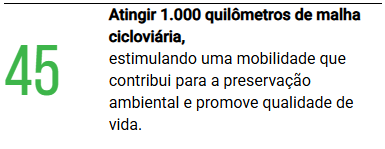 45
Atingir 1.000 quilômetros de malha
cicloviária,
estimulando uma mobilidade que
contribui para a preservação
ambiental e promove qualidade de
vida.